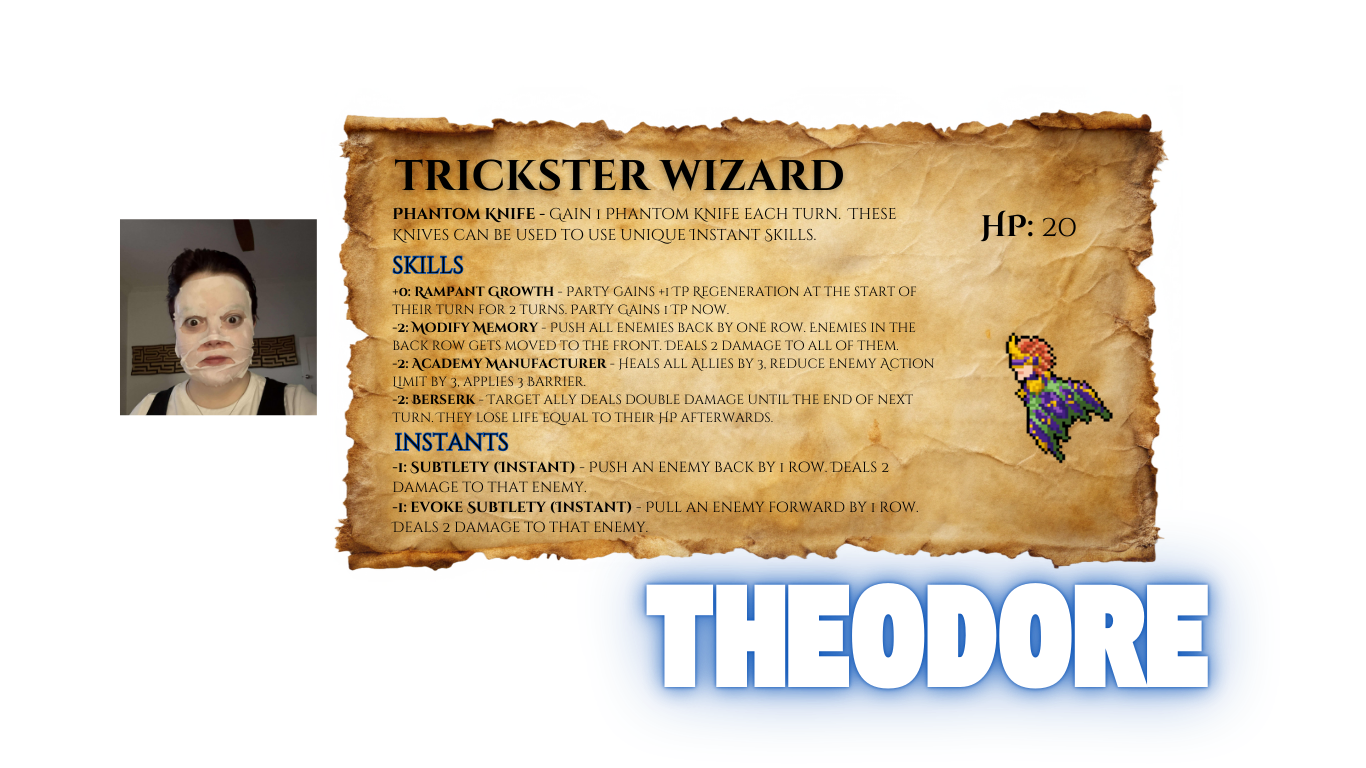 TRICKSTER WIZARD
PHANTOM KNIFE - GAIN 1 PHANTOM KNIFE EACH TURN. THESE
KNIVES CAN BE USED TO USE UNIQUE INSTANT SKILLS.
HP: 20
SKILLS
+0: RAMPANT GROWTH - PARTY GAINS +1 TP REGENERATION AT THE START OF
THEIR TURN FOR 2 TURNS. PARTY GAINS 1 TP NOW.
-2: MODIFY MEMORY - PUSH ALL ENEMIES BACK BY ONE ROW. ENEMIES IN THE
BACK ROW GETS MOVED TO THE FRONT. DEALS 2 DAMAGE TO ALL OF THEM.
-2: ACADEMY MANUFACTURER - HEALS ALL ALLIES BY 3, REDUCE ENEMY ACTION
LIMIT BY 3, APPLIES 3 BARRIER.
-2: BERSERK - TARGET ALLY DEALS DOUBLE DAMAGE UNTIL THE END OF NEXT
TURN. THEY LOSE LIFE EQUAL TO THEIR HP AFTERWARDS.
INSTANTS
-1: SUBTLETY (INSTANT) - PUSH AN ENEMY BACK BY 1 ROW. DEALS 2
DAMAGE TO THAT ENEMY.
-1: EVOKE SUBTLETY (INSTANT) - PULL AN ENEMY FORWARD BY 1 ROW.
DEALS 2 DAMAGE TO THAT ENEMY.
THEODORE